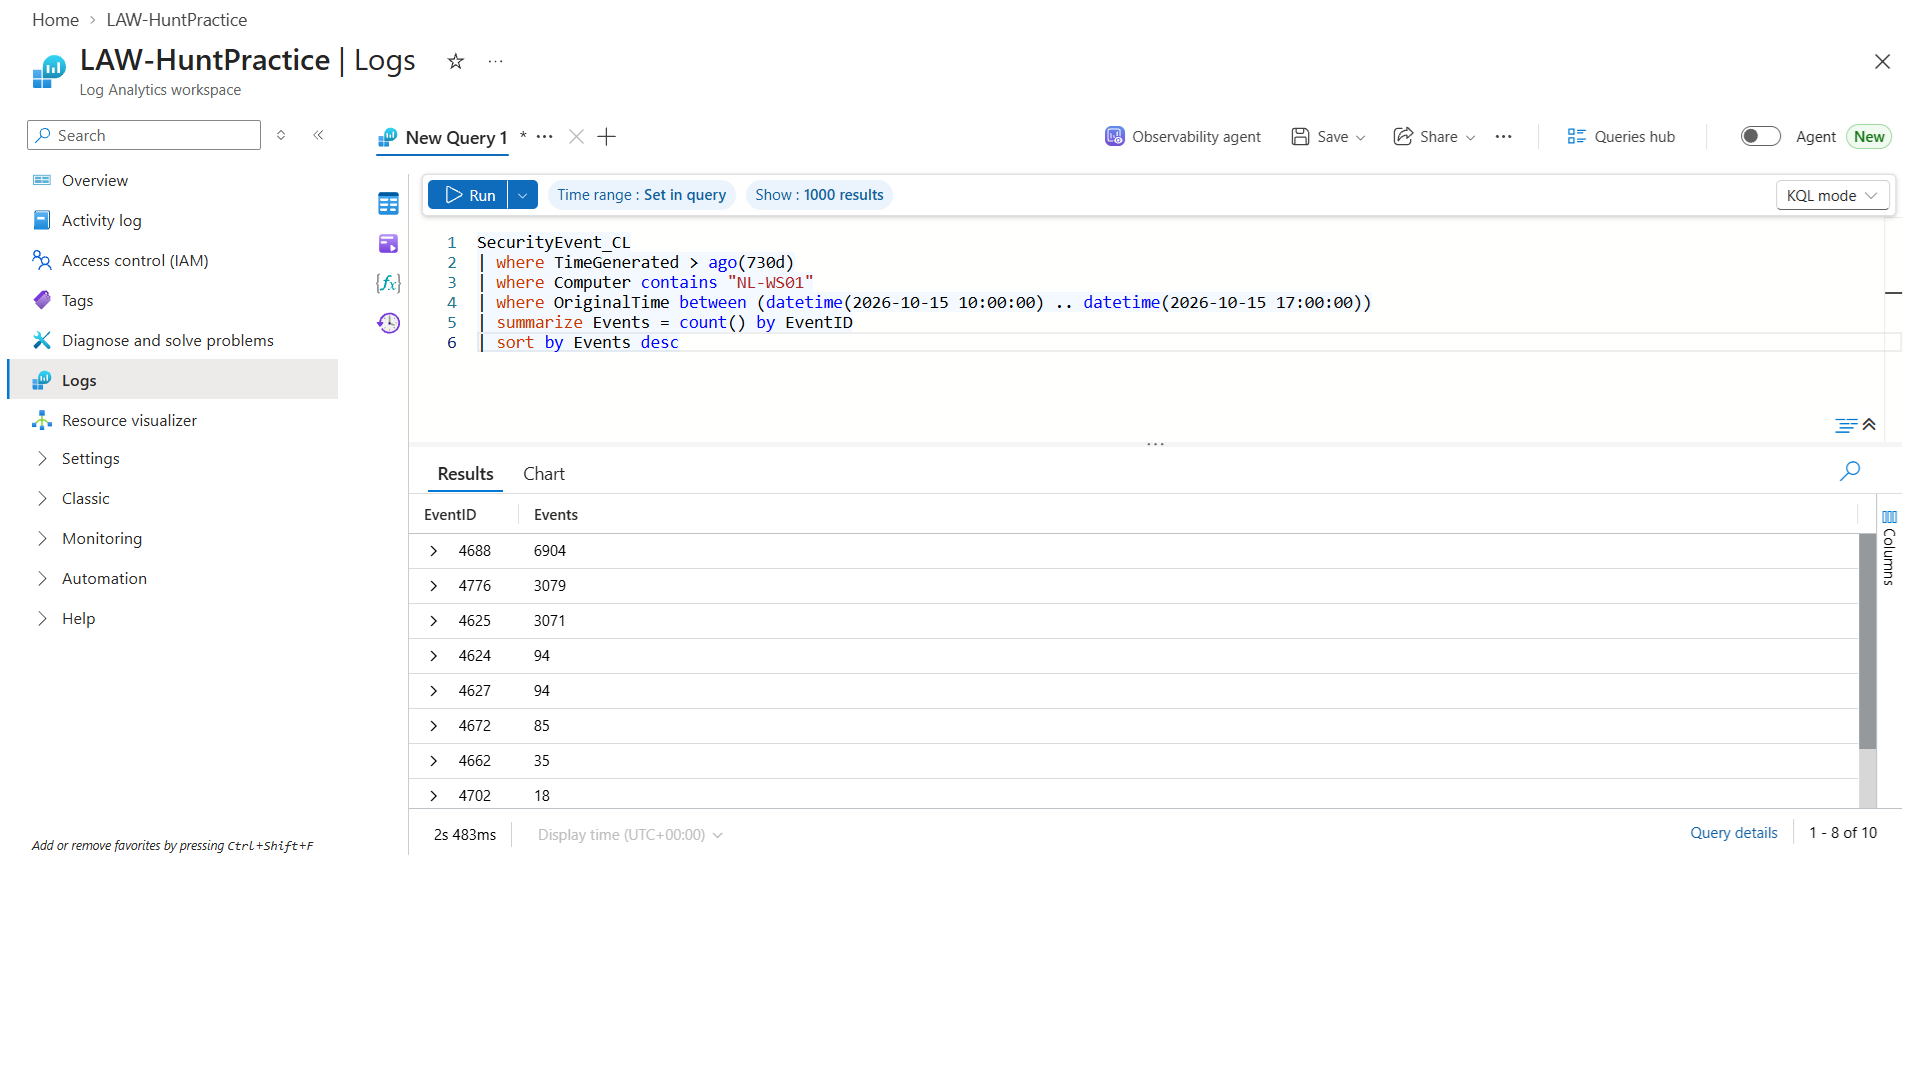 Home > LAW-HuntPractice
LAW-HuntPractice | Logs
Log Analytics workspace
Search
Overview
Activity log
Access control (IAM)
Tags
Diagnose and solve problems
Logs
Resource visualizer
Settings
Classic
Monitoring
Automation
Help
Add or remove favorites by pressing Ctrl+Shift+F
New Query 1 *
Observability agent
Save
Share
Queries hub
Agent
New
Run
Time range : Set in query
Show : 1000 results
KQL mode
{fx}
1 SecurityEvent_CL
2 | where TimeGenerated > ago(730d)
3 | where Computer contains "NL-WS01"
4 | where OriginalTime between (datetime(2026-10-15 10:00:00) .. datetime(2026-10-15 17:00:00))
5 | summarize Events = count() by EventID
6 | sort by Events desc
Results Chart
EventID Events
4688 6904
4776 3079
4625 3071
4624 94
4627 94
4672 85
4662 35
4702 18
Columns
2s 483ms
Display time (UTC+00:00)
Query details
1 - 8 of 10